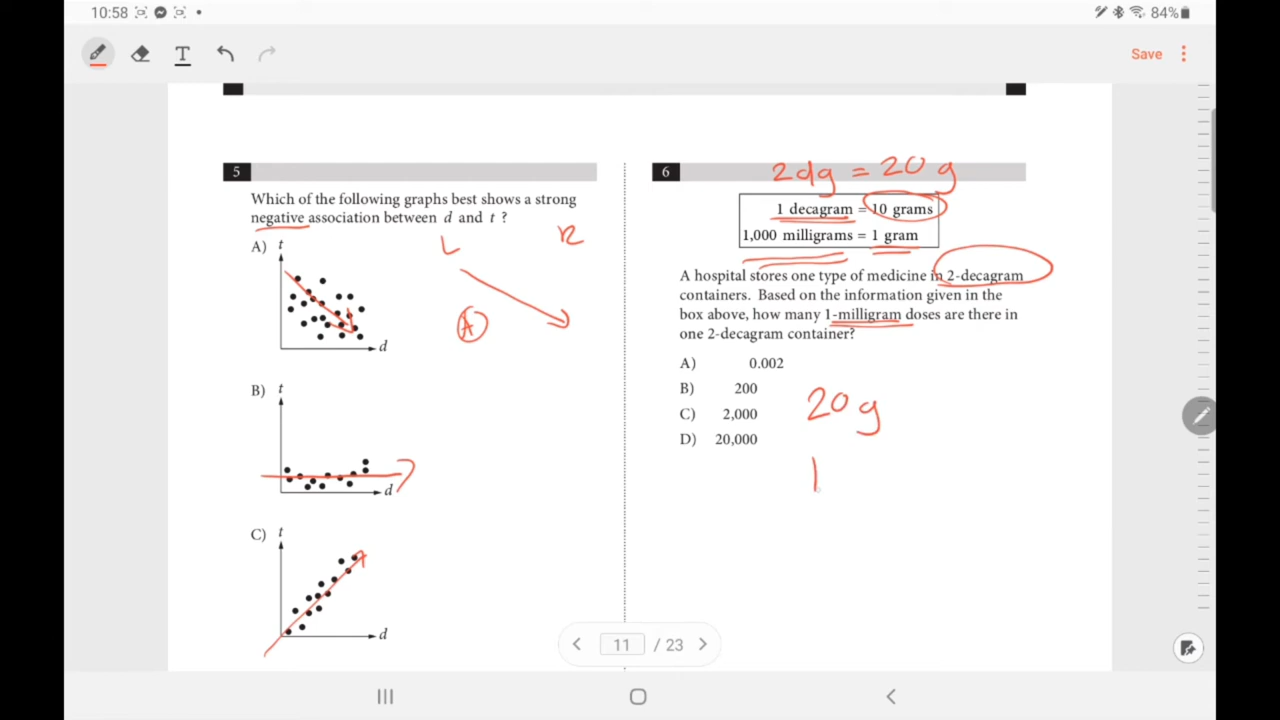 10:58
84%
T
Save
5
Which of the following graphs best shows a strong
negative association between d and t ?
A) t
d
B) t
d
C) t
d
L
R
A
6
2dg = 20 g
1 decagram = 10 grams
1,000 milligrams = 1 gram
A hospital stores one type of medicine in 2-decagram
containers. Based on the information given in the
box above, how many 1-milligram doses are there in
one 2-decagram container?
A) 0.002
B) 200
C) 2,000
D) 20,000
20 g
1
11 / 23